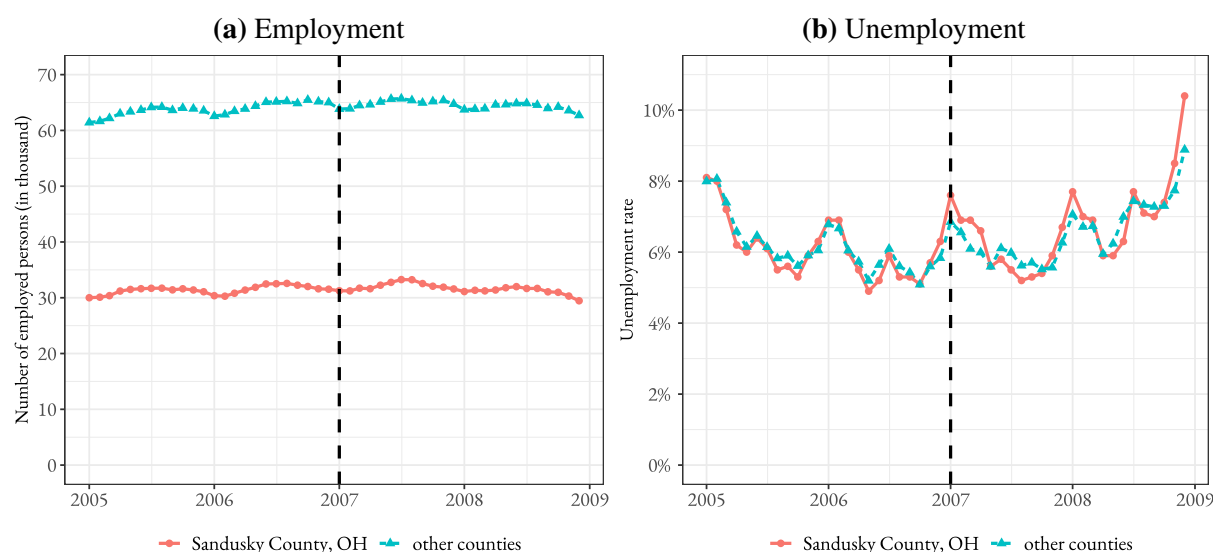 (a) Employment
Number of employed persons (in thousand)
70
60
50
40
30
20
10
0
2005 2006 2007 2008 2009
Sandusky County, OH other counties
(b) Unemployment
Unemployment rate
10%
8%
6%
4%
2%
0%
2005 2006 2007 2008 2009
Sandusky County, OH other counties